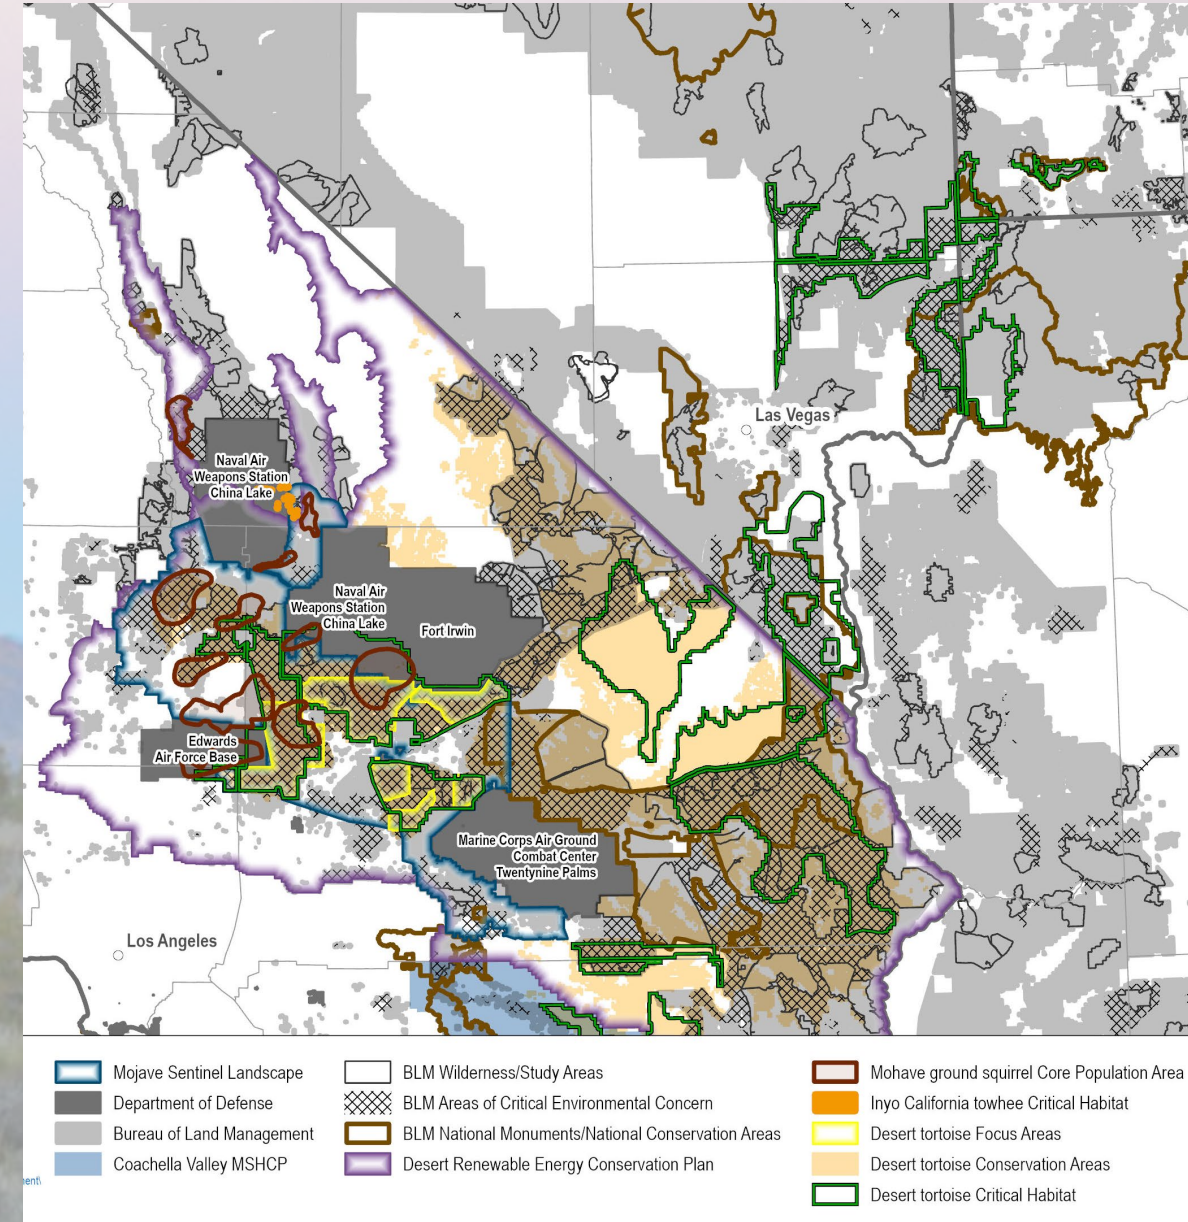 Las Vegas
Naval Air
Weapons Station
China Lake
Naval Air
Weapons Station
China Lake
Fort Irwin
Edwards
Air Force Base
Marine Corps Air Ground
Combat Center
Twentynine Palms
Los Angeles
Mojave Sentinel Landscape
Department of Defense
Bureau of Land Management
Coachella Valley MSHCP
BLM Wilderness/Study Areas
BLM Areas of Critical Environmental Concern
BLM National Monuments/National Conservation Areas
Desert Renewable Energy Conservation Plan
Mohave ground squirrel Core Population Area
Inyo California towhee Critical Habitat
Desert tortoise Focus Areas
Desert tortoise Conservation Areas
Desert tortoise Critical Habitat